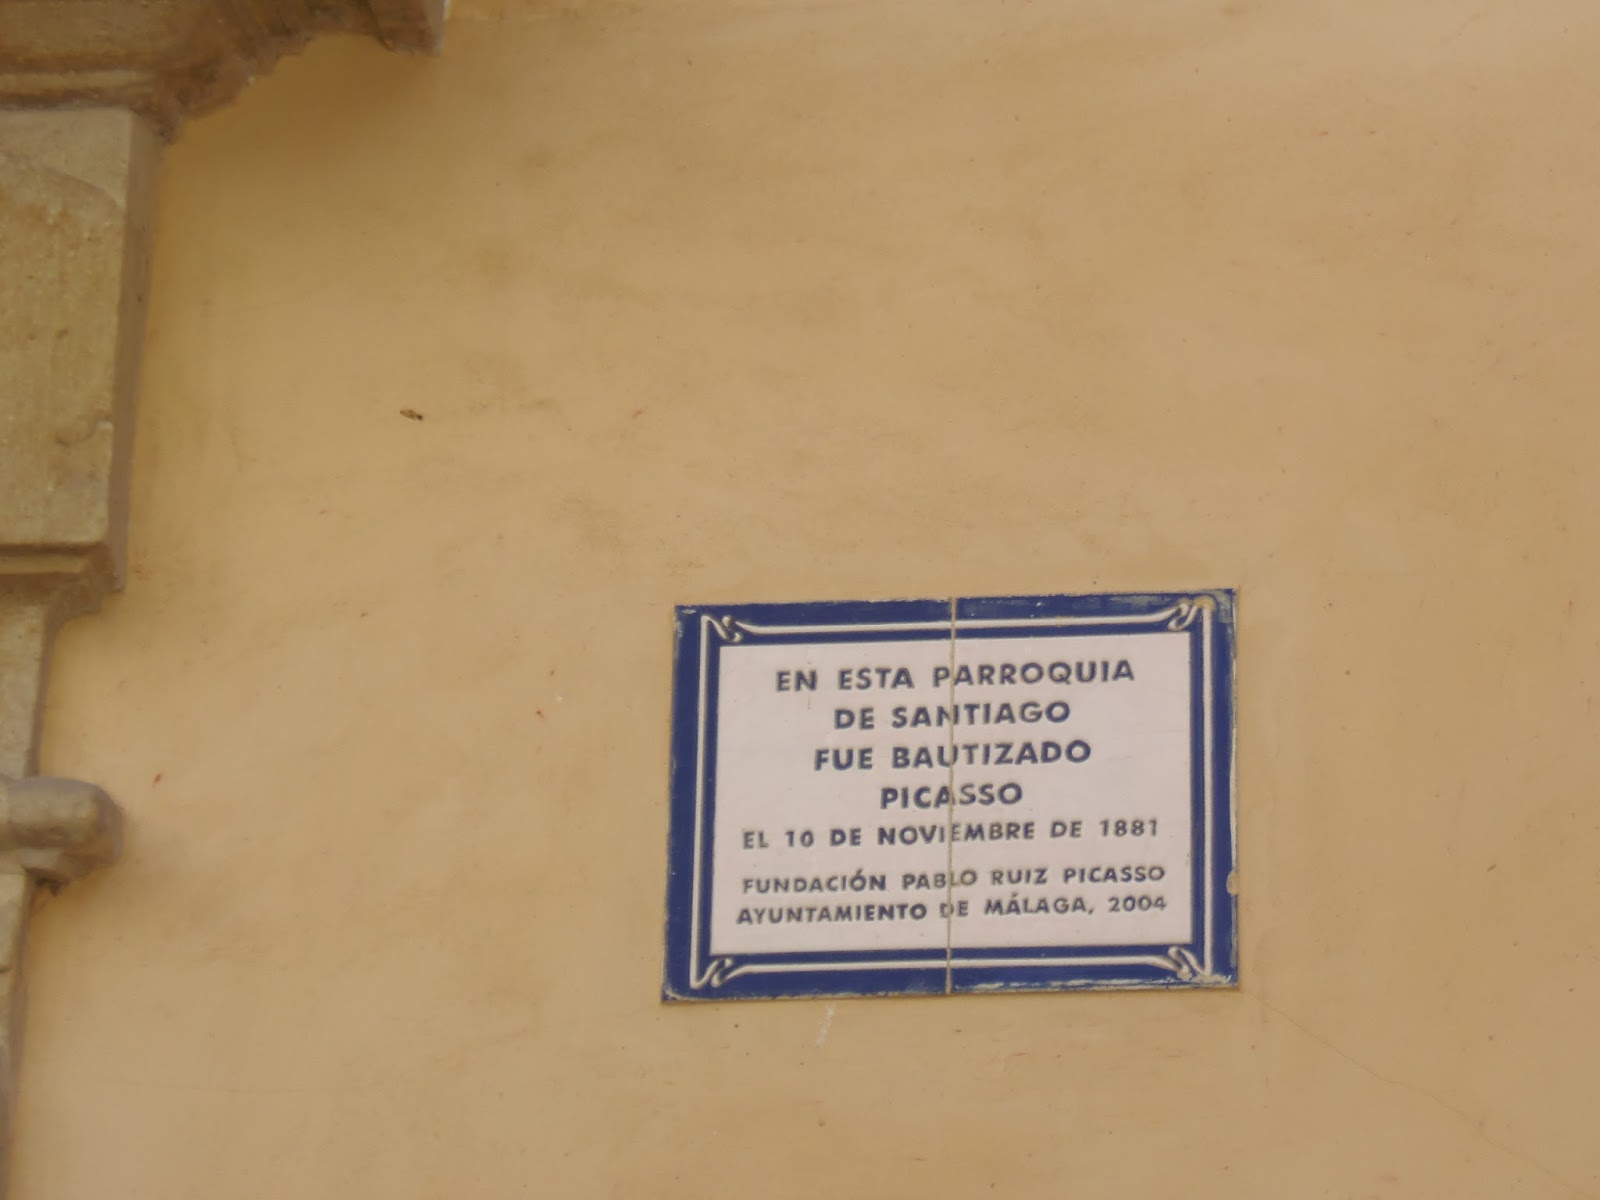 EN ESTA PARROQUIA
DE SANTIAGO
FUE BAUTIZADO
PICASSO
EL 10 DE NOVIEMBRE DE 1881
FUNDACIÓN PABLO RUIZ PICASSO
AYUNTAMIENTO DE MÁLAGA, 2004